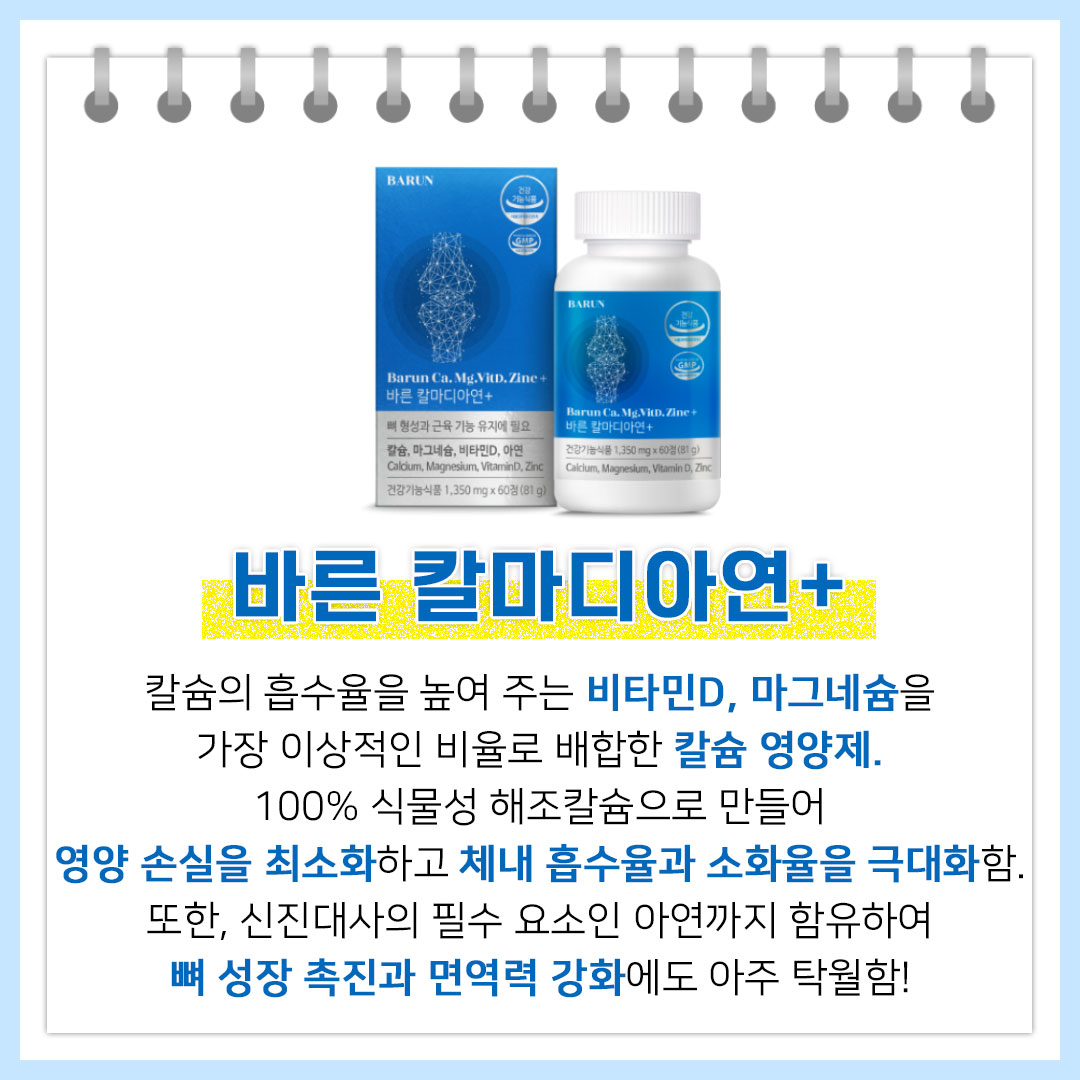 BARUN
건강
기능식품
GMP
Barun Ca. Mg.VitD. Zinc +
바른 칼마디아연+
뼈 형성과 근육 기능 유지에 필요
칼슘, 마그네슘, 비타민D, 아연
Calcium, Magnesium, VitaminD, Zinc
건강기능식품 1,350 mg x 60정 (81 g)
BARUN
건강
기능식품
GMP
Barun Ca. Mg.VitD. Zinc +
바른 칼마디아연+
건강기능식품 1,350 mg x 60정 (81 g)
Calcium, Magnesium, Vitamin D, Zinc
바른 칼마디아연+
칼슘의 흡수율을 높여 주는 비타민D, 마그네슘을
가장 이상적인 비율로 배합한 칼슘 영양제.
100% 식물성 해조칼슘으로 만들어
영양 손실을 최소화하고 체내 흡수율과 소화율을 극대화함.
또한, 신진대사의 필수 요소인 아연까지 함유하여
뼈 성장 촉진과 면역력 강화에도 아주 탁월함!